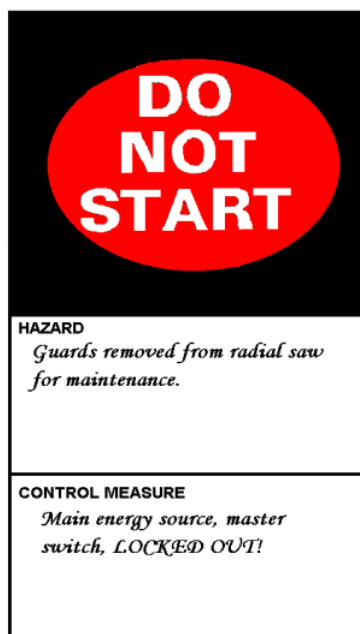 DO
NOT
START
HAZARD
Guards removed from radial saw
for maintenance.
CONTROL MEASURE
Main energy source, master
switch, LOCKED OUT!